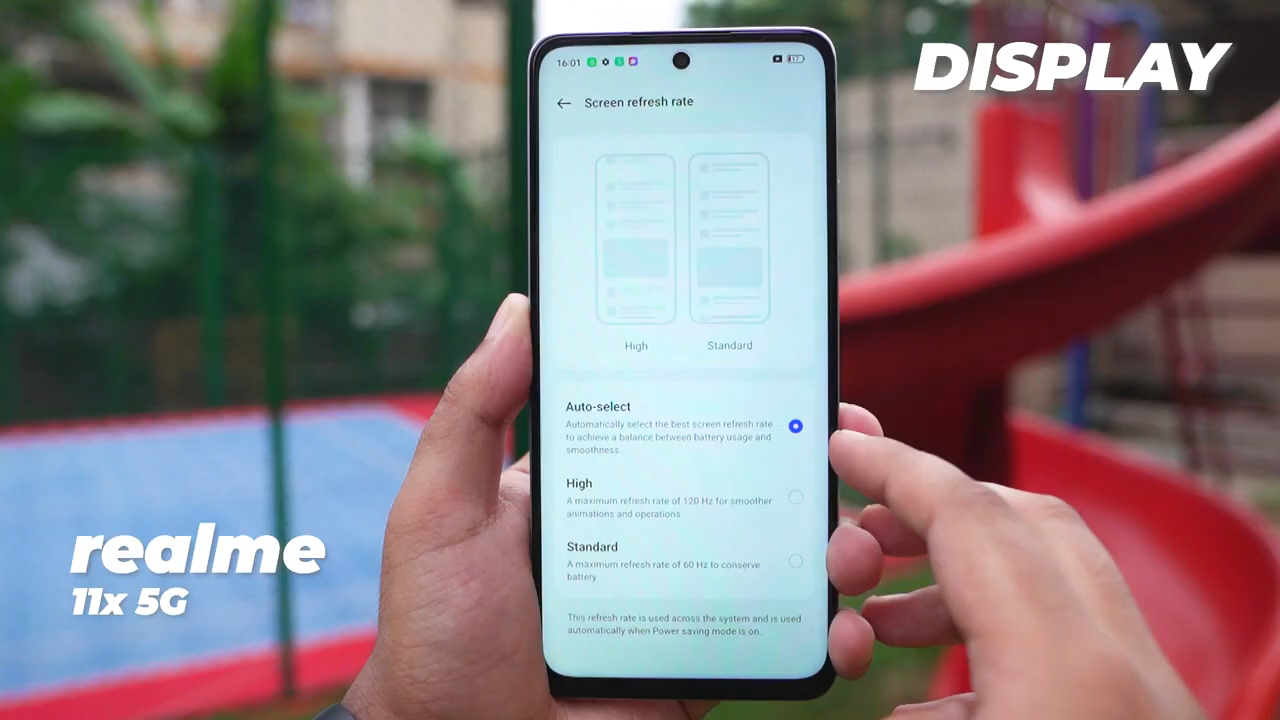 DISPLAY
16:01
Screen refresh rate
High
Standard
Auto-select
Automatically select the best screen refresh rate
to achieve a balance between battery usage and
smoothness
High
A maximum refresh rate of 120 Hz for smoother
animations and operations
Standard
A maximum refresh rate of 60 Hz to conserve
battery
This refresh rate is used across the system and is used
automatically when Power saving mode is on.
realme
11x 5G